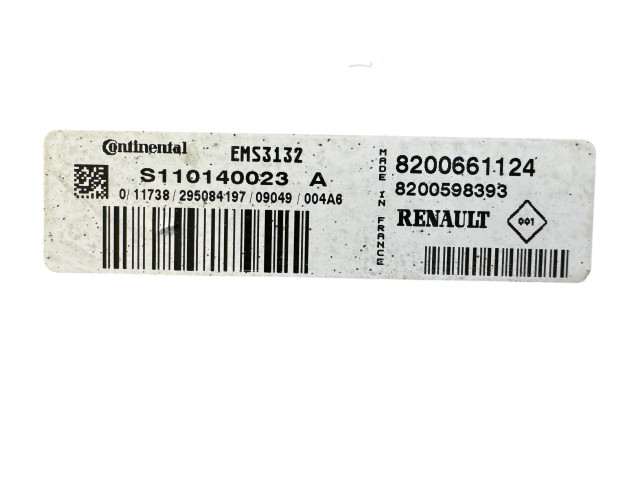 Continental EMS3132
S110140023 A
0/11738/295084197/09049/004A6
MADE IN FRANCE
8200661124
8200598393
RENAULT
001